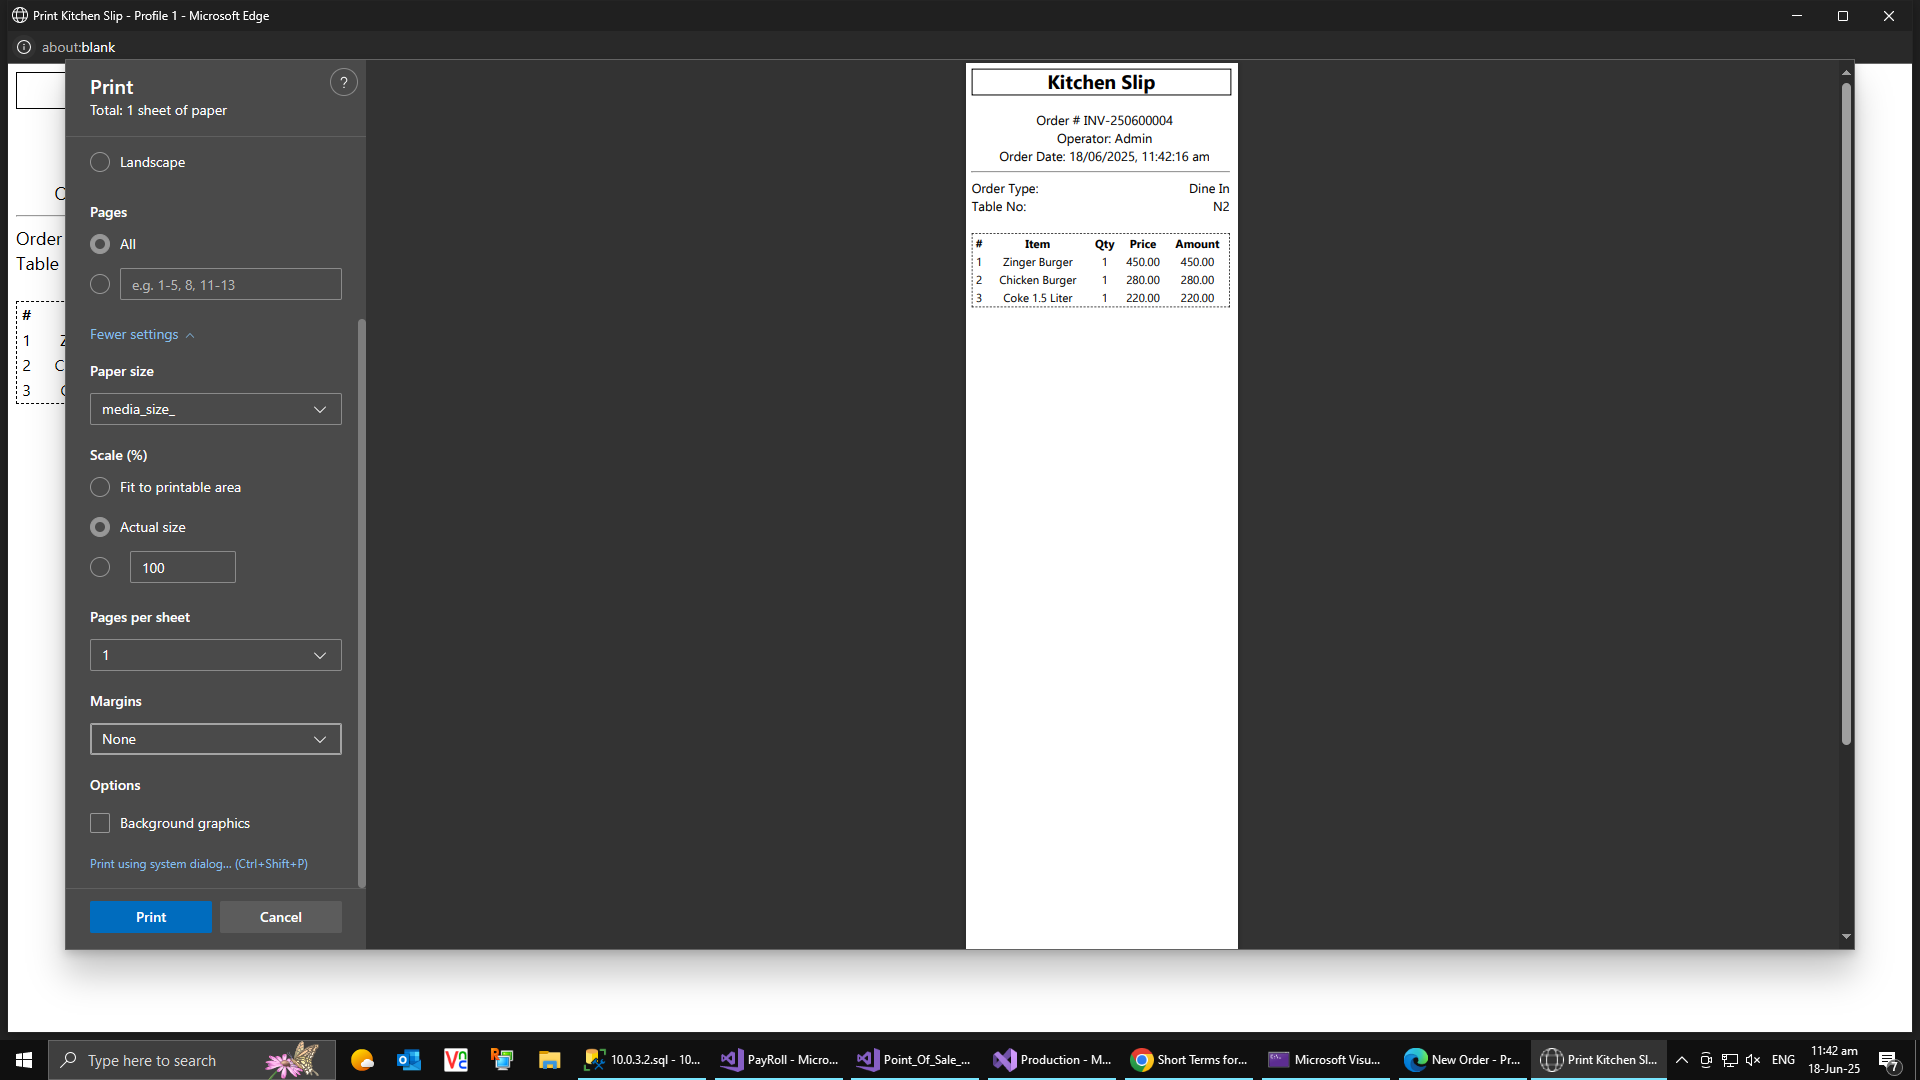 Print Kitchen Slip - Profile 1 - Microsoft Edge
about:blank
Print
Total: 1 sheet of paper
?
Landscape
Pages
All
e.g. 1-5, 8, 11-13
Fewer settings
Paper size
media_size_
Scale (%)
Fit to printable area
Actual size
100
Pages per sheet
1
Margins
None
Options
Background graphics
Print using system dialog... (Ctrl+Shift+P)
Print Cancel
Order
Table
#
1
2
3
Kitchen Slip
Order # INV-250600004
Operator: Admin
Order Date: 18/06/2025, 11:42:16 am
Order Type: Dine In
Table No: N2
# Item Qty Price Amount
1 Zinger Burger 1 450.00 450.00
2 Chicken Burger 1 280.00 280.00
3 Coke 1.5 Liter 1 220.00 220.00
Type here to search
10.0.3.2.sql - 10...
PayRoll - Micro...
Point_Of_Sale_...
Production - M...
Short Terms for...
Microsoft Visu...
New Order - Pr...
Print Kitchen Sl...
ENG
11:42 am
18-Jun-25
7